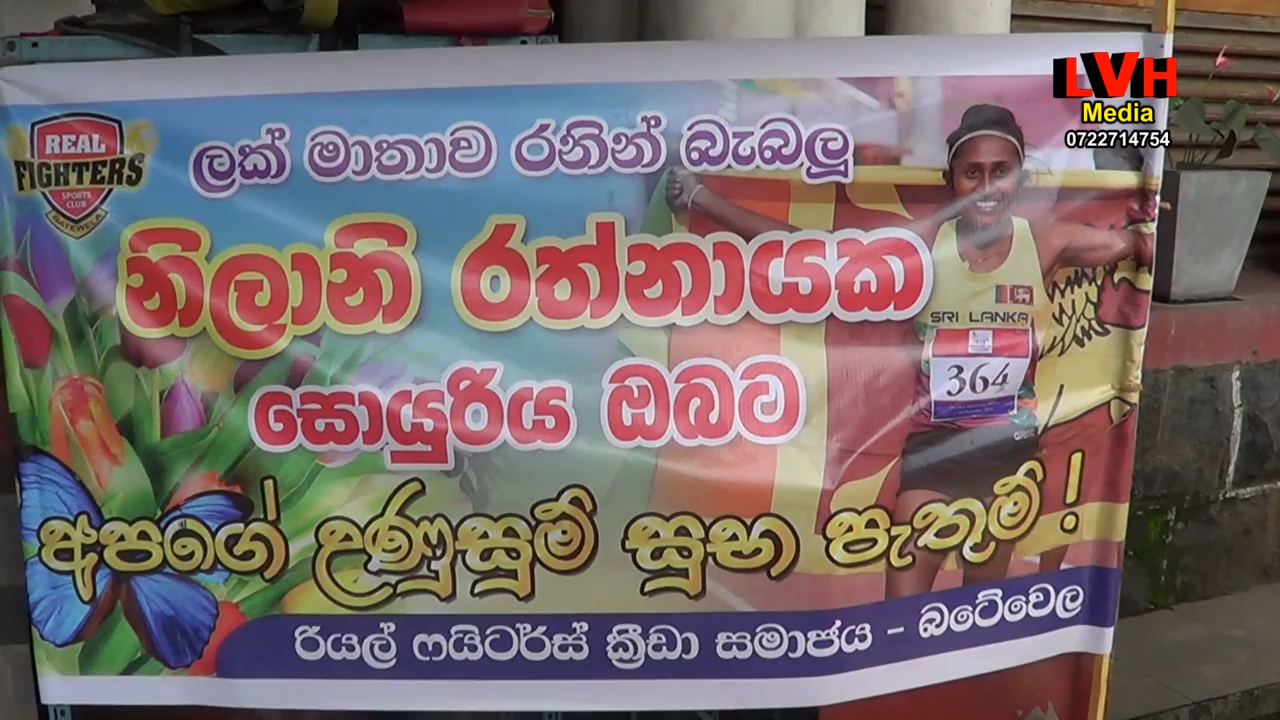 LVH
Media
0722714754
REAL
FIGHTERS
SPORTS
CLUB
BATEWELA
ලක් මාතාව රනින් බැබලූ
නිලානි රත්නායක
සොයුරිය ඔබට
අපගේ උණුසුම් සුභ පැතුම් !
රියල් ෆයිටර්ස් ක්‍රීඩා සමාජය - බටේවෙල
SRI LANKA
364